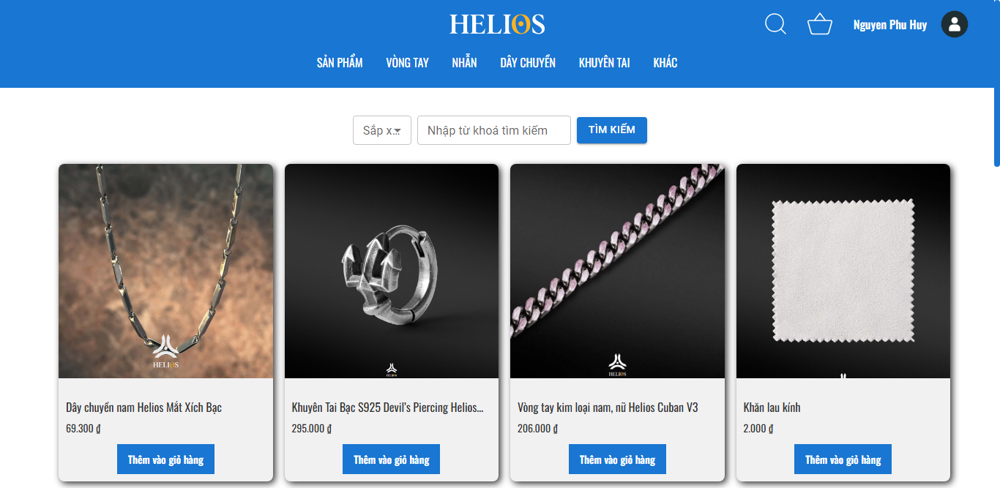 HELIOS
Nguyen Phu Huy
SẢN PHẨM VÒNG TAY NHẪN DÂY CHUYỀN KHUYÊN TAI KHÁC
Sắp x...
Nhập từ khoá tìm kiếm
TÌM KIẾM
HELIOS
HELIOS
HELIOS
Dây chuyền nam Helios Mắt Xích Bạc
69.300 ₫
Thêm vào giỏ hàng
Khuyên Tai Bạc S925 Devil’s Piercing Helios...
295.000 ₫
Thêm vào giỏ hàng
Vòng tay kim loại nam, nữ Helios Cuban V3
206.000 ₫
Thêm vào giỏ hàng
Khăn lau kính
2.000 ₫
Thêm vào giỏ hàng